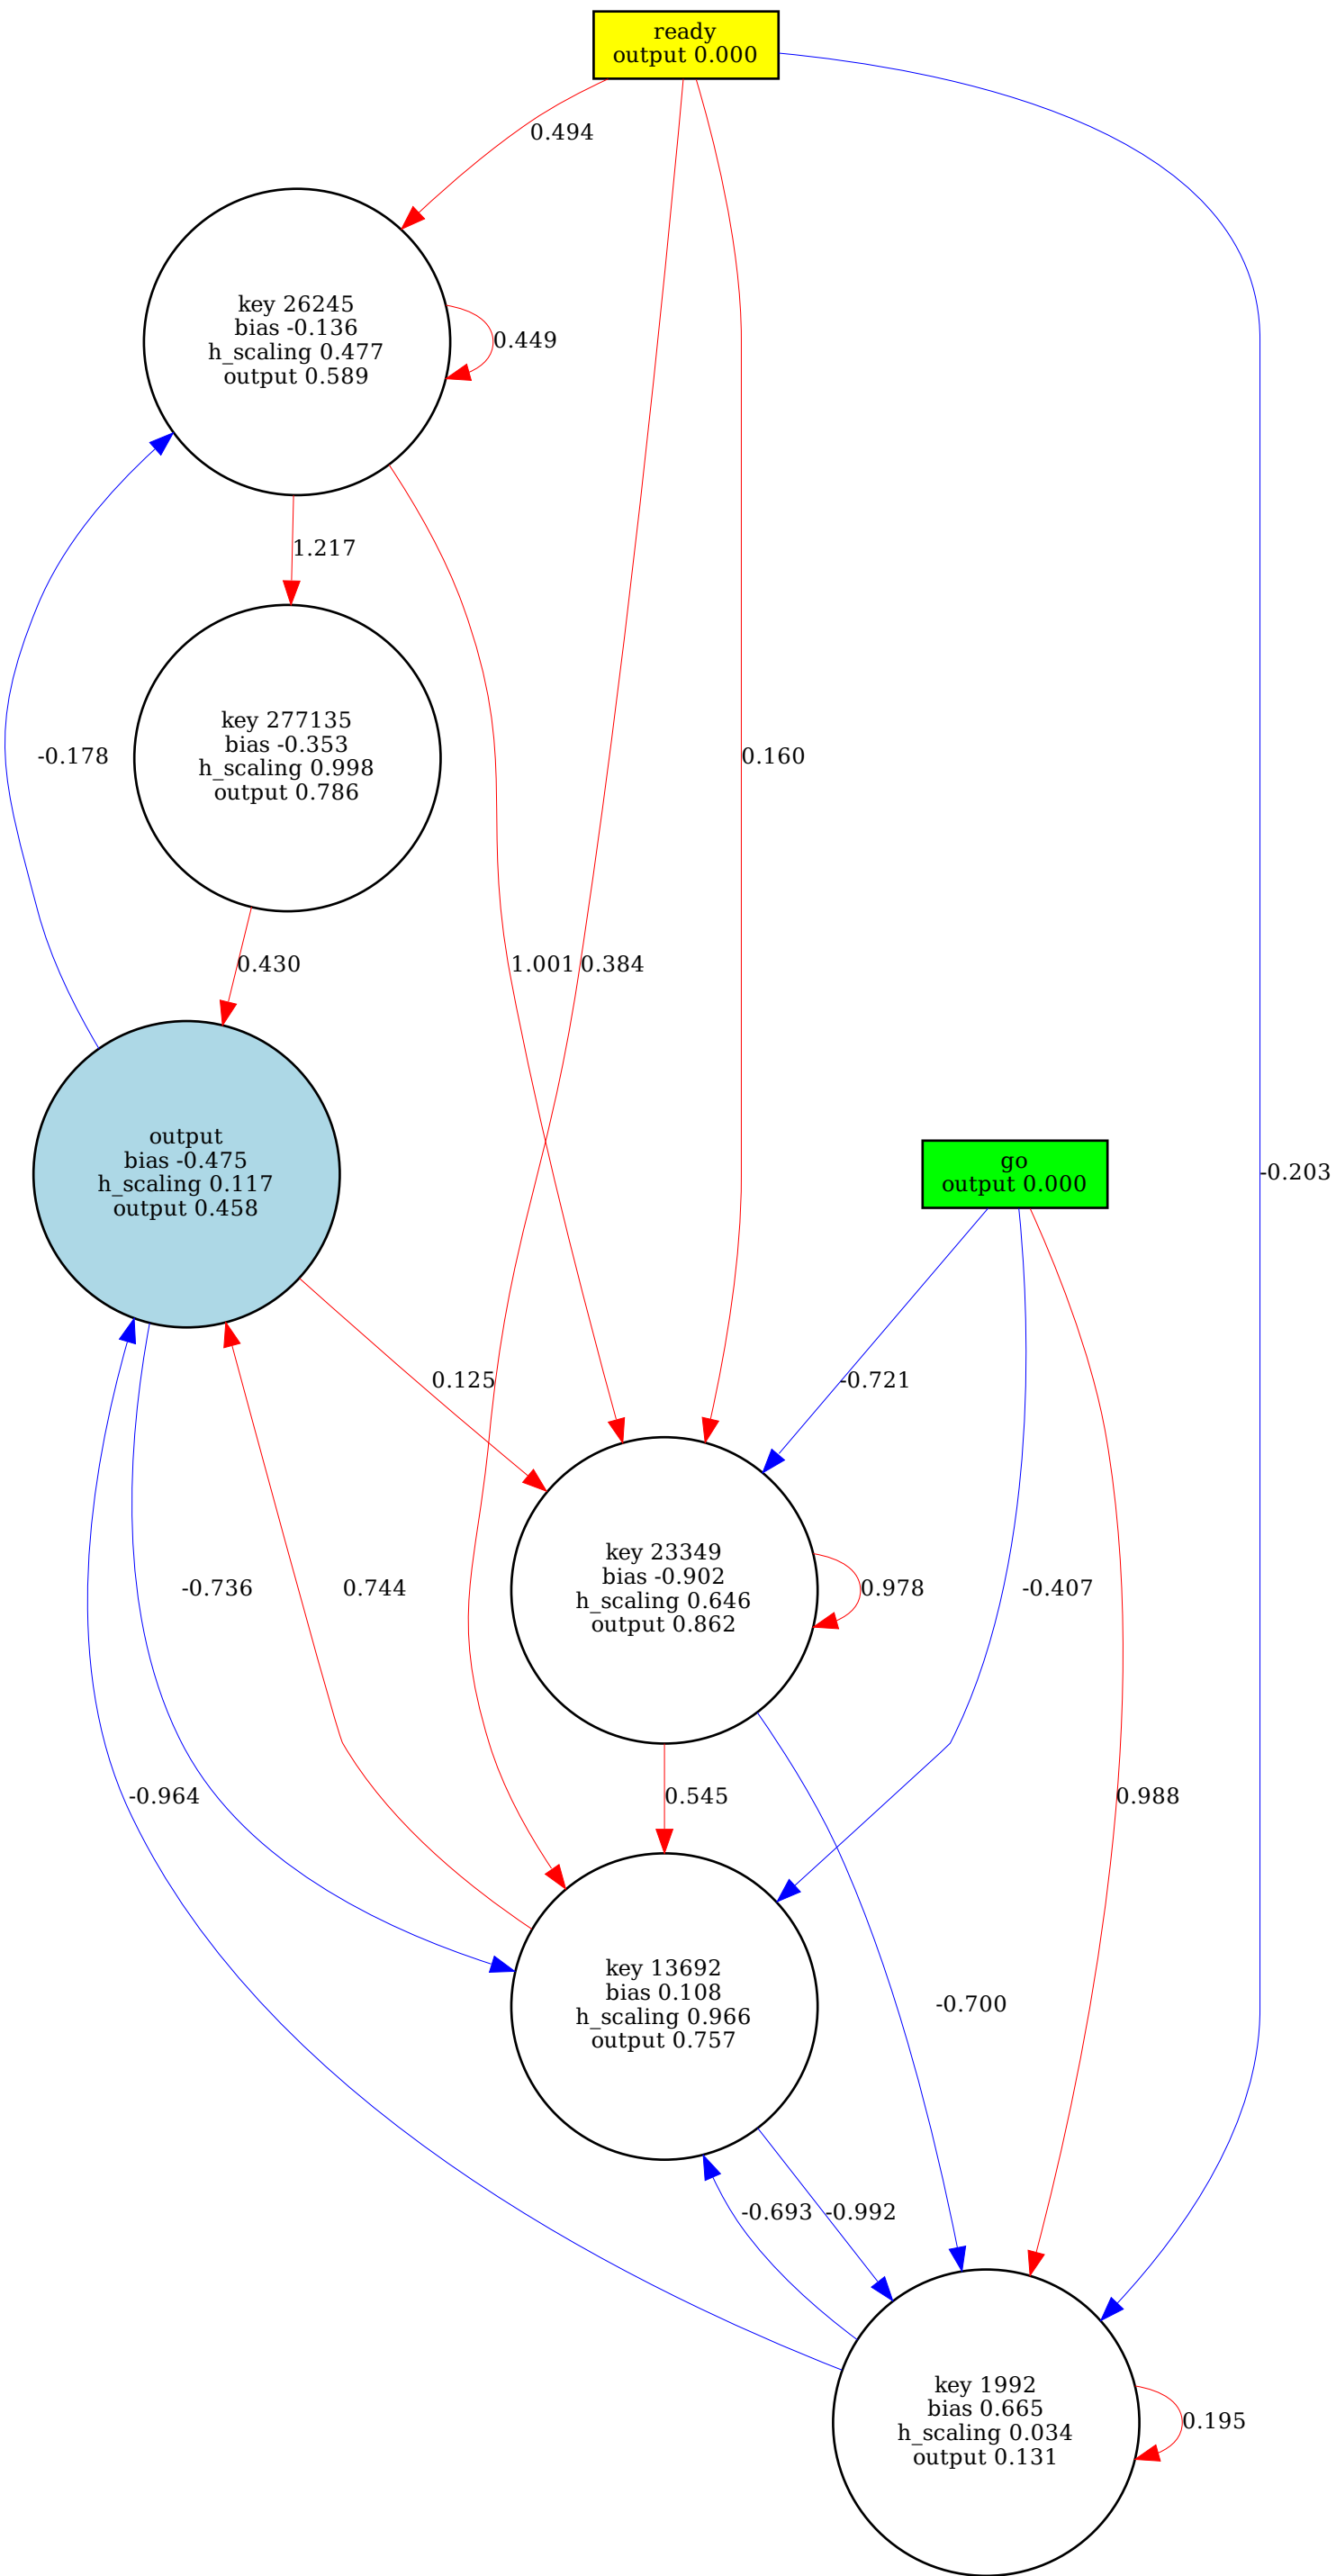 ready
output 0.000
0.494
key 26245
bias -0.136
h_scaling 0.477
output 0.589
0.449
1.217
key 277135
bias -0.353
h_scaling 0.998
output 0.786
-0.178
0.160
0.430
1.001
0.384
output
bias -0.475
h_scaling 0.117
output 0.458
go
output 0.000
-0.203
0.125
-0.721
key 23349
bias -0.902
h_scaling 0.646
output 0.862
-0.736
0.744
0.978
-0.407
-0.964
0.545
0.988
key 13692
bias 0.108
h_scaling 0.966
output 0.757
-0.700
-0.693
-0.992
key 1992
bias 0.665
h_scaling 0.034
output 0.131
0.195